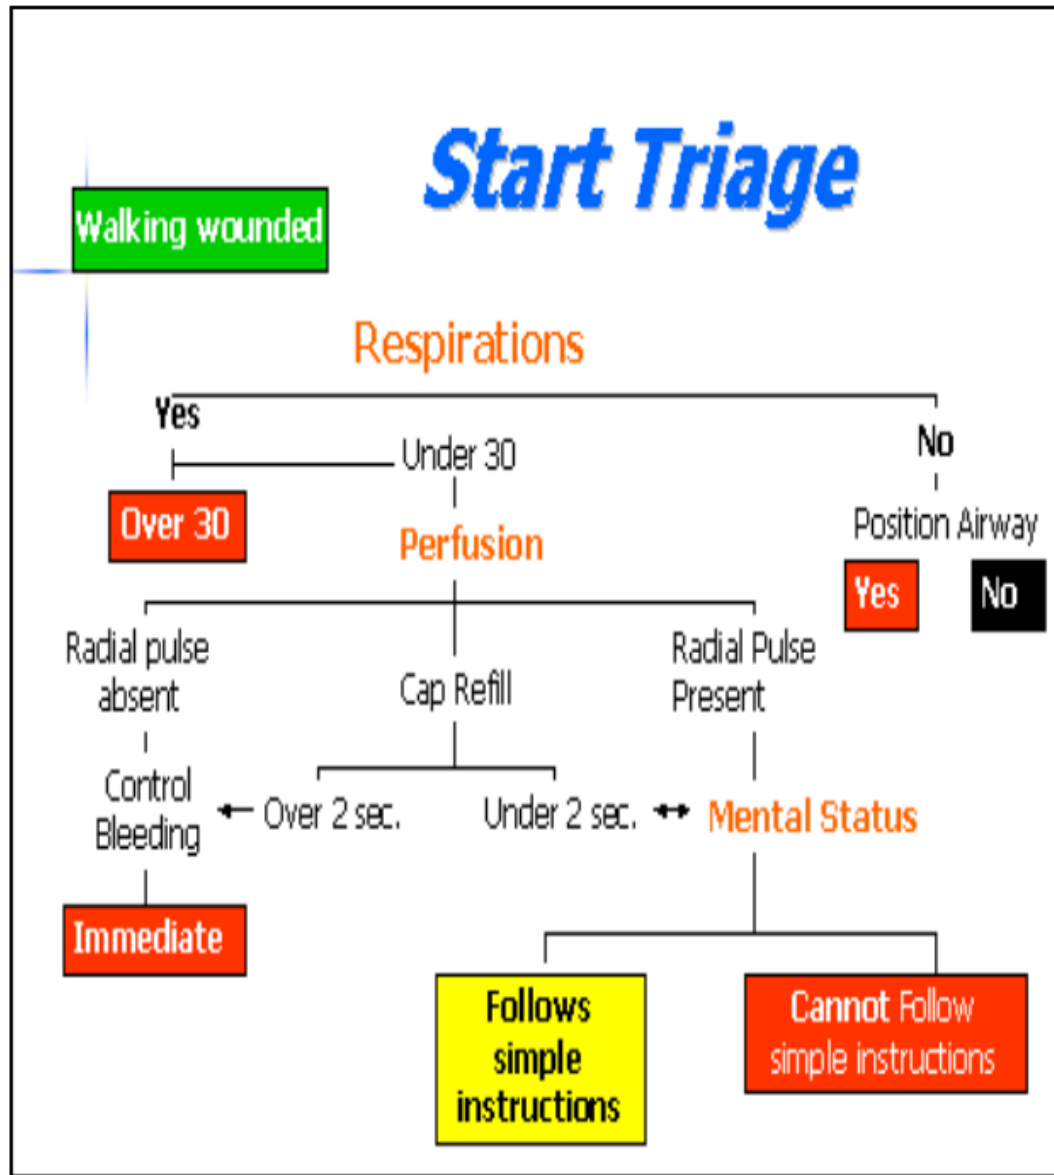 Start Triage
Walking wounded
Respirations
Yes
No
Under 30
Over 30
Position Airway
Perfusion
Yes
No
Radial pulse
absent
Cap Refill
Radial Pulse
Present
Control
Bleeding
Over 2 sec.
Under 2 sec.
Mental Status
Immediate
Follows
simple
instructions
Cannot Follow
simple instructions